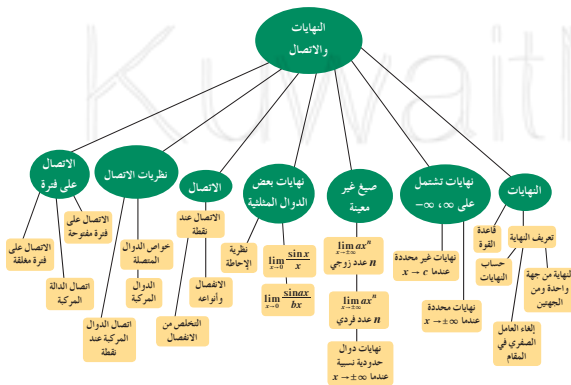 Kuwaiti
النهايات
والاتصال
النهايات
نهايات تشتمل
على ∞، ∞−
صيغ غير
معينة
نهايات بعض
الدوال المثلثية
الاتصال
نظريات الاتصال
الاتصال
على فترة
قاعدة
القوة
تعريف النهاية
حساب
النهايات
النهاية من جهة
واحدة ومن
الجهتين
إلغاء العامل
الصفري في
المقام
نهايات غير محددة
عندما x → c
نهايات محددة
عندما x → ±∞
lim ax^n
x→±∞
n عدد زوجي
lim ax^n
x→±∞
n عدد فردي
نهايات دوال
حدودية نسبية
عندما x → ±∞
نظرية
الإحاطة
lim sin x / x
x→0
lim sin ax / bx
x→0
الاتصال عند
نقطة
الانفصال
وأنواعه
التخلص من
الانفصال
خواص الدوال
المتصلة
الدوال
المركبة
اتصال الدوال
المركبة عند
نقطة
الاتصال على
فترة مفتوحة
الاتصال على
فترة مغلقة
اتصال الدالة
المركبة